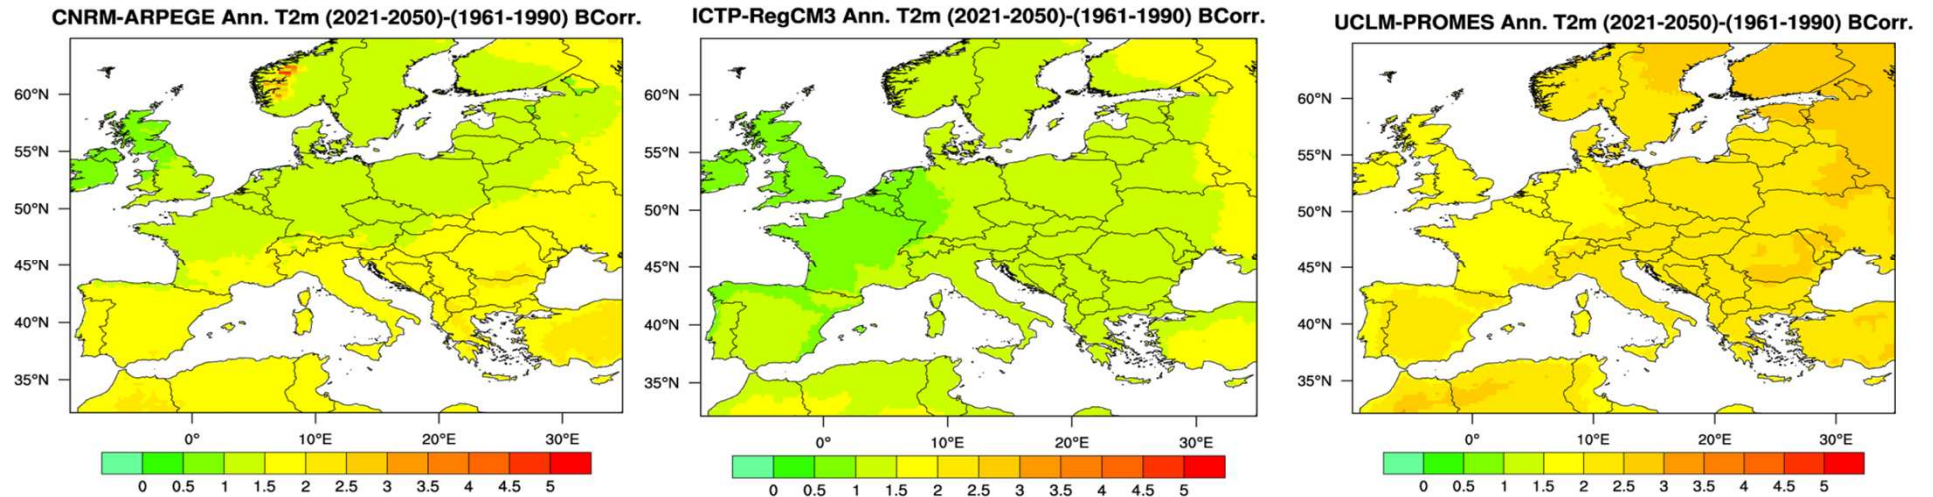 CNRM-ARPEGE Ann. T2m (2021-2050)-(1961-1990) BCorr.
60°N
55°N
50°N
45°N
40°N
35°N
0° 10°E 20°E 30°E
0 0.5 1 1.5 2 2.5 3 3.5 4 4.5 5
ICTP-RegCM3 Ann. T2m (2021-2050)-(1961-1990) BCorr.
60°N
55°N
50°N
45°N
40°N
35°N
0° 10°E 20°E 30°E
0 0.5 1 1.5 2 2.5 3 3.5 4 4.5 5
UCLM-PROMES Ann. T2m (2021-2050)-(1961-1990) BCorr.
60°N
55°N
50°N
45°N
40°N
35°N
0° 10°E 20°E 30°E
0 0.5 1 1.5 2 2.5 3 3.5 4 4.5 5